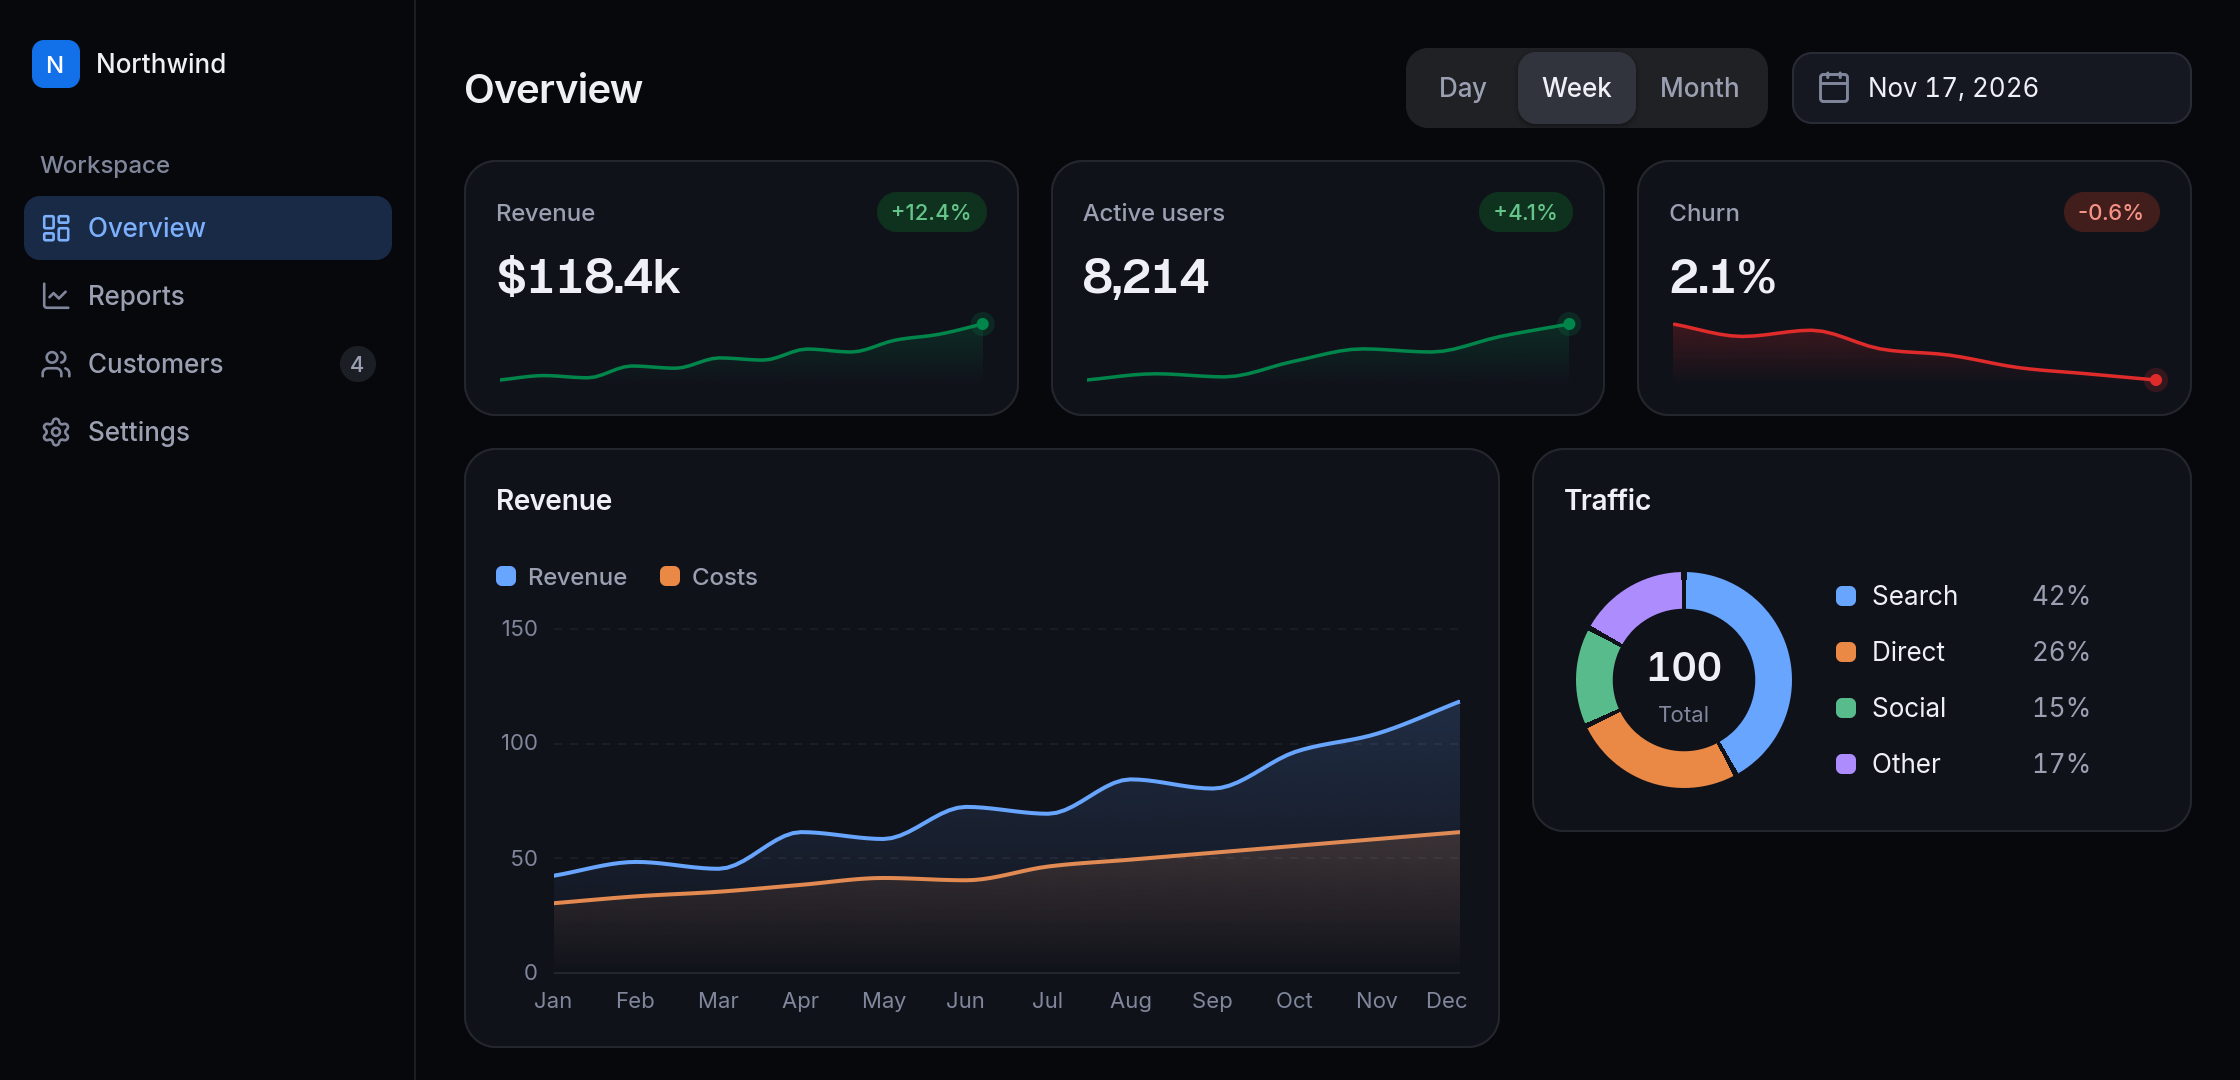 N Northwind
Workspace
Overview
Reports
Customers 4
Settings
Overview
Day Week Month
Nov 17, 2026
Revenue +12.4%
$118.4k
Active users +4.1%
8,214
Churn -0.6%
2.1%
Revenue
Revenue Costs
150
100
50
0
Jan Feb Mar Apr May Jun Jul Aug Sep Oct Nov Dec
Traffic
100
Total
Search 42%
Direct 26%
Social 15%
Other 17%